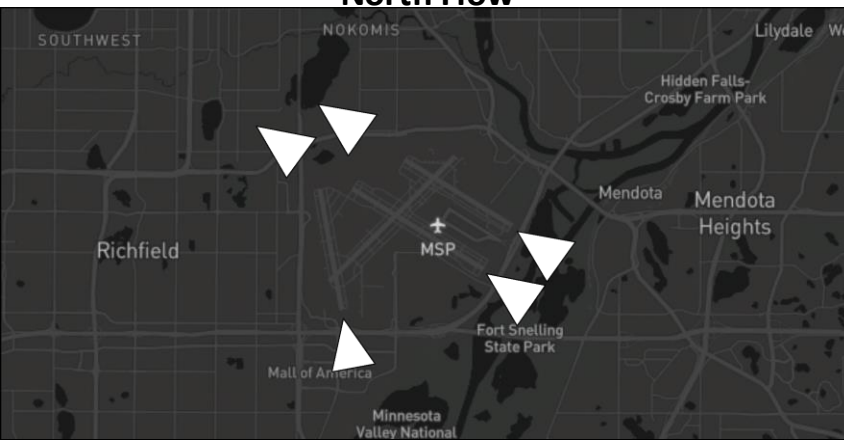 North Flow
NOKOMIS
SOUTHWEST
Lilydale
Hidden Falls-
Crosby Farm Park
Mendota
Mendota
Heights
Richfield
MSP
Fort Snelling
State Park
Mall of America
Minnesota
Valley National